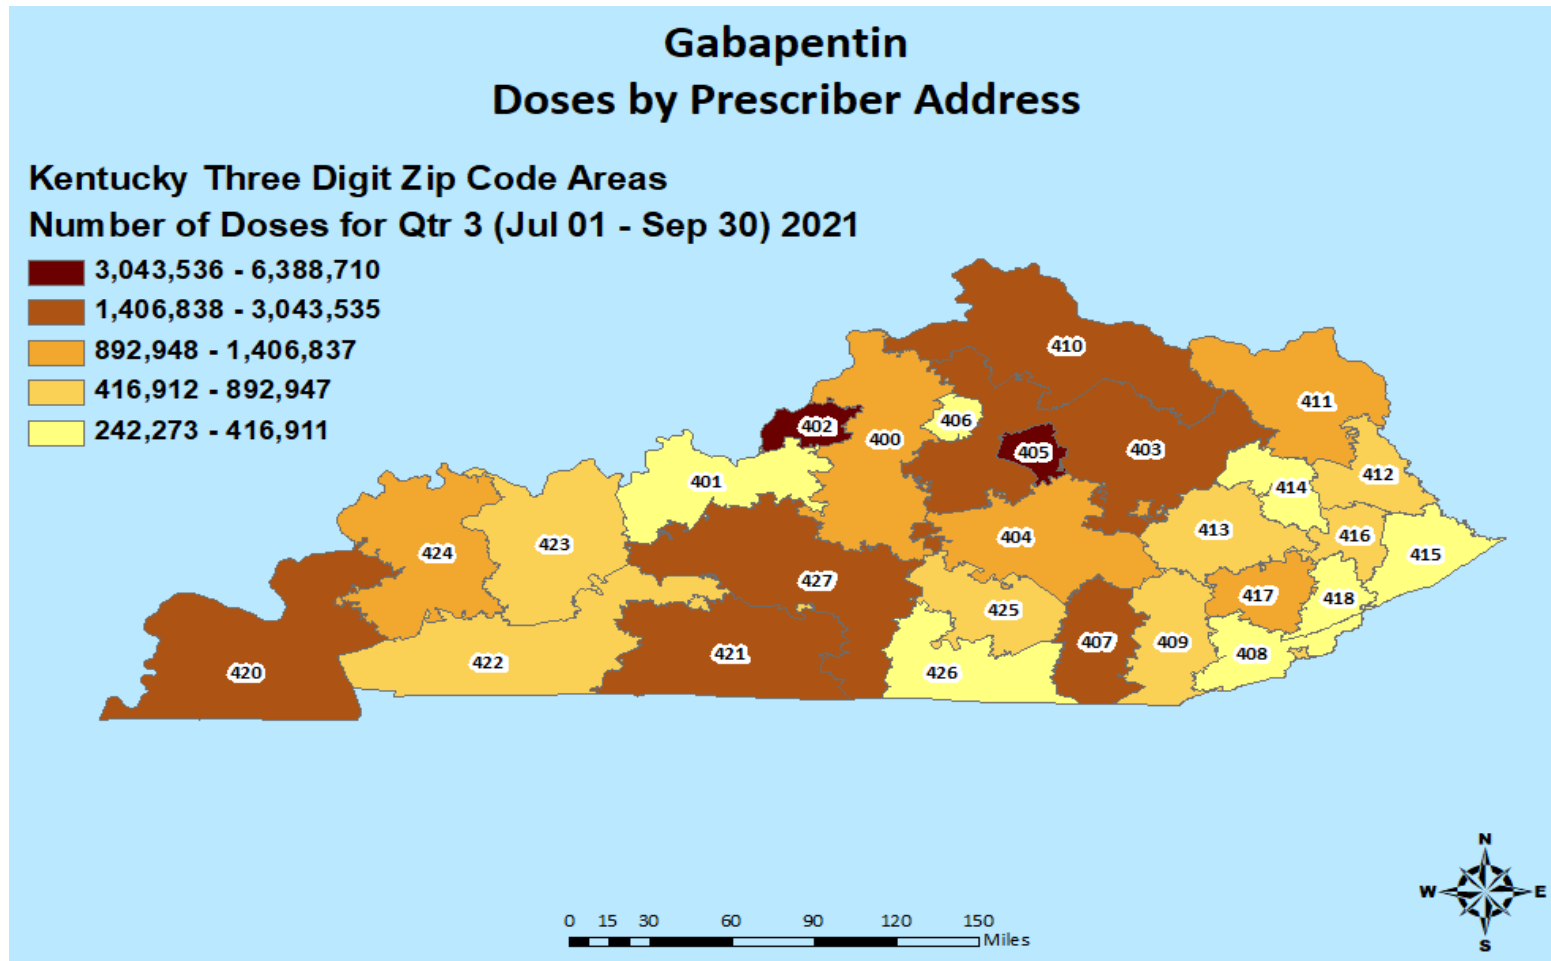 Gabapentin
Doses by Prescriber Address
Kentucky Three Digit Zip Code Areas
Number of Doses for Qtr 3 (Jul 01 - Sep 30) 2021
3,043,536 - 6,388,710
1,406,838 - 3,043,535
892,948 - 1,406,837
416,912 - 892,947
242,273 - 416,911
410
411
402
406
400
405
403
412
401
414
424
423
404
413
416
415
427
425
417
418
420
422
421
426
407
409
408
N
W E
S
0 15 30 60 90 120 150
Miles